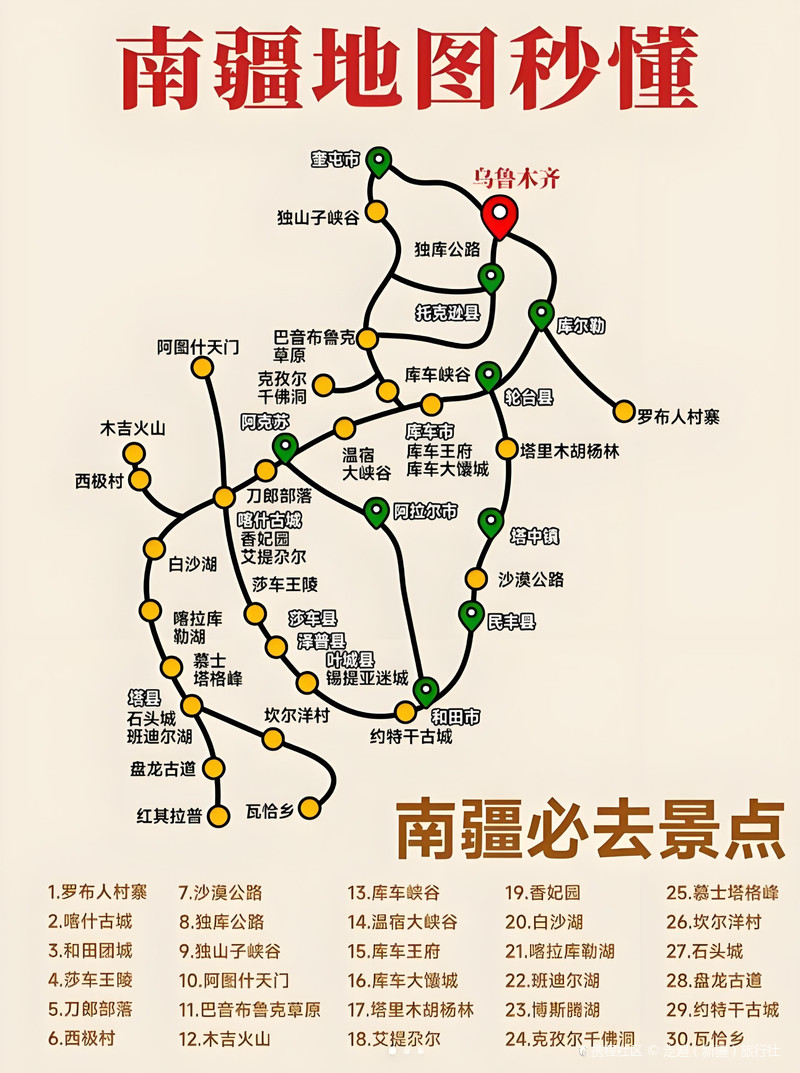 南疆地图秒懂
奎屯市
乌鲁木齐
独山子峡谷
独库公路
托克逊县
库尔勒
巴音布鲁克
草原
阿图什天门
克孜尔
千佛洞
库车峡谷
轮台县
罗布人村寨
阿克苏
木吉火山
库车市
库车王府
库车大馕城
温宿
大峡谷
塔里木胡杨林
西极村
刀郎部落
阿拉尔市
喀什古城
香妃园
艾提尕尔
塔中镇
白沙湖
莎车王陵
沙漠公路
喀拉库
勒湖
莎车县
泽普县
民丰县
慕士
塔格峰
叶城县
锡提亚迷城
塔县
石头城
班迪尔湖
坎尔洋村
和田市
约特干古城
盘龙古道
红其拉普
瓦恰乡
南疆必去景点
1.罗布人村寨
2.喀什古城
3.和田团城
4.莎车王陵
5.刀郎部落
6.西极村
7.沙漠公路
8.独库公路
9.独山子峡谷
10.阿图什天门
11.巴音布鲁克草原
12.木吉火山
13.库车峡谷
14.温宿大峡谷
15.库车王府
16.库车大馕城
17.塔里木胡杨林
18.艾提尕尔
19.香妃园
20.白沙湖
21.喀拉库勒湖
22.班迪尔湖
23.博斯腾湖
24.克孜尔千佛洞
25.慕士塔格峰
26.坎尔洋村
27.石头城
28.盘龙古道
29.约特干古城
30.瓦恰乡